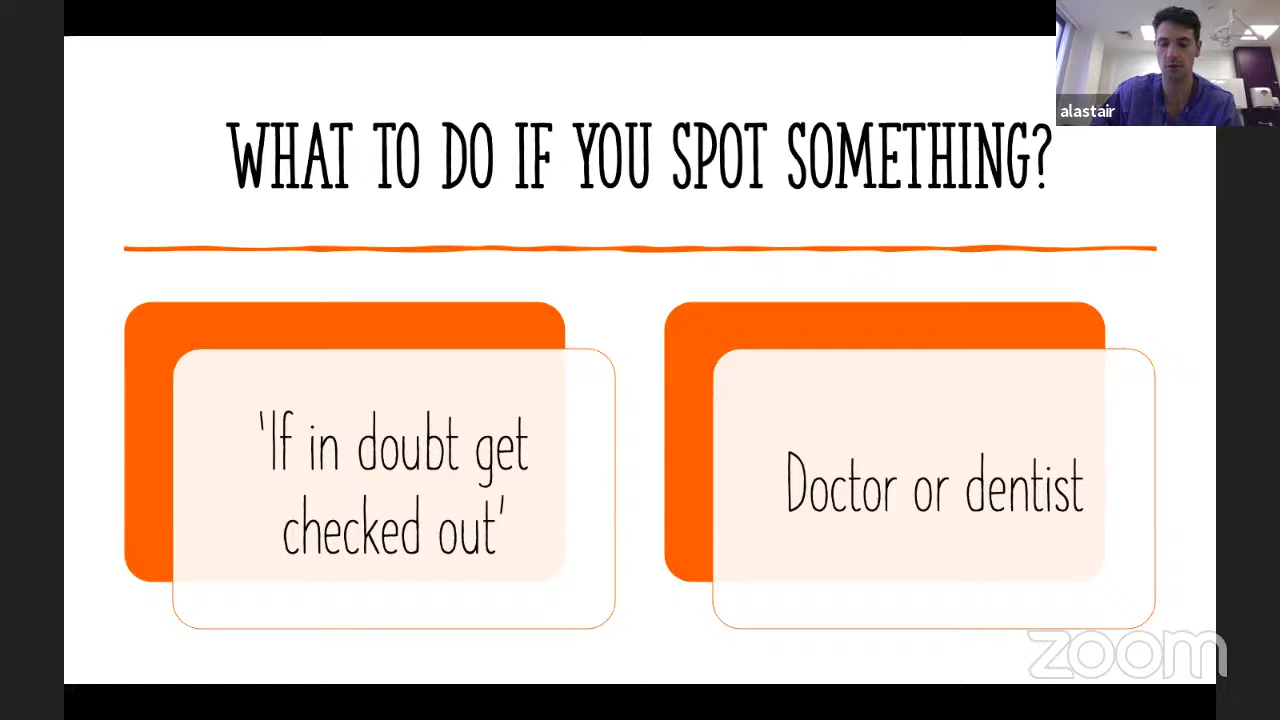 alastair
WHAT TO DO IF YOU SPOT SOMETHING?
'If in doubt get
checked out'
Doctor or dentist
zoom